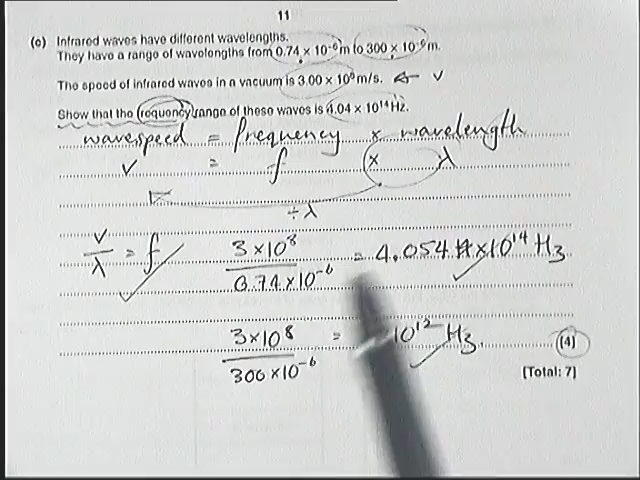 11
(c) Infrared waves have different wavelengths.
They have a range of wavelengths from 0.74 × 10⁻⁶ m to 300 × 10⁻⁶ m.
The speed of infrared waves in a vacuum is 3.00 × 10⁸ m/s. ← v
Show that the frequency range of these waves is 4.04 × 10¹⁴ Hz.
wavespeed = frequency × wavelength
v = f × λ
÷λ
v/λ = f ✓ 3×10⁸/0.74×10⁻⁶ = 4.054 ×10¹⁴ Hz ✓
3×10⁸/300×10⁻⁶ = 10¹² Hz. ✓ (4)
[Total: 7]